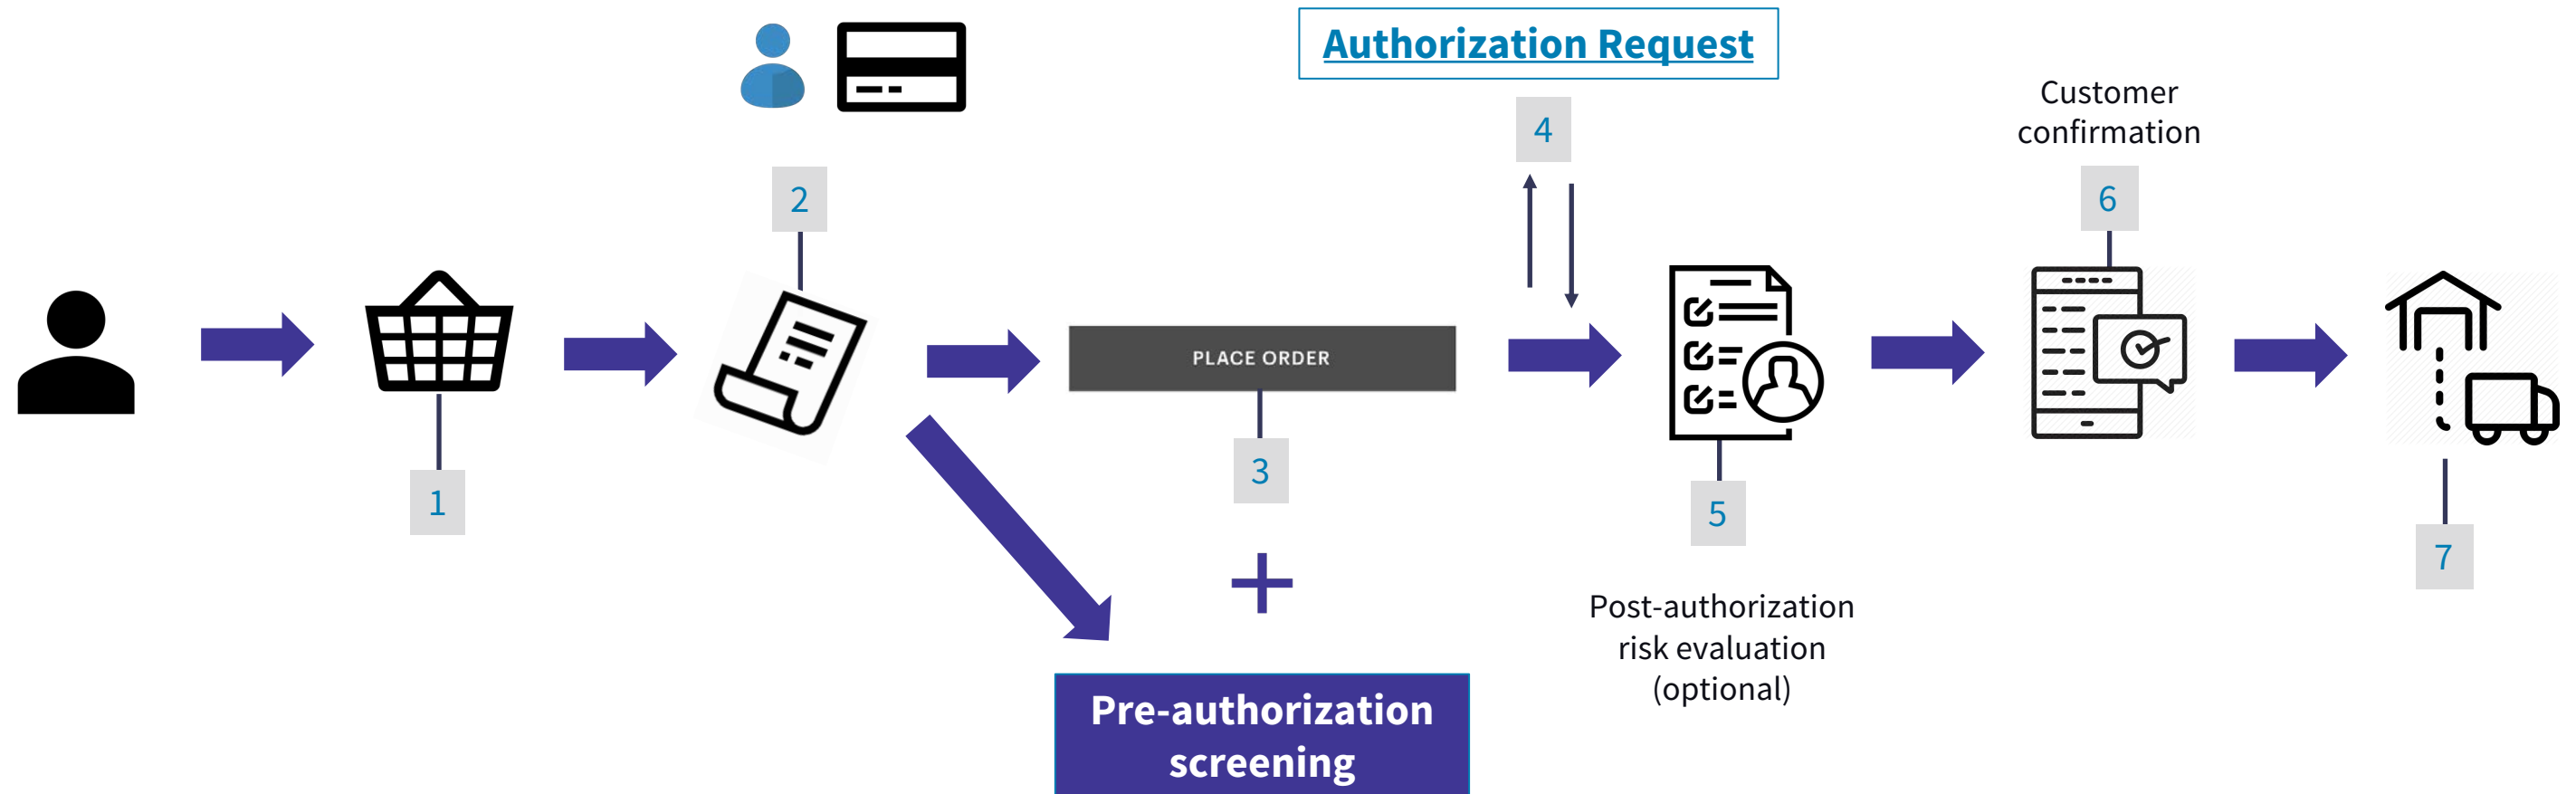 Authorization Request
4
Customer
confirmation
2
6
PLACE ORDER
3
1
5
7
Post-authorization
risk evaluation
(optional)
Pre-authorization
screening